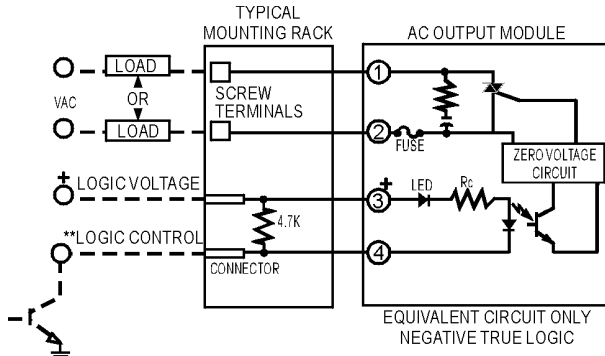 TYPICAL
MOUNTING RACK
AC OUTPUT MODULE
LOAD
OR
VAC
LOAD
SCREW
TERMINALS
1
2
FUSE
ZERO VOLTAGE
CIRCUIT
+ LOGIC VOLTAGE
4.7K
3
+
LED
Rc
**LOGIC CONTROL
CONNECTOR
4
EQUIVALENT CIRCUIT ONLY
NEGATIVE TRUE LOGIC